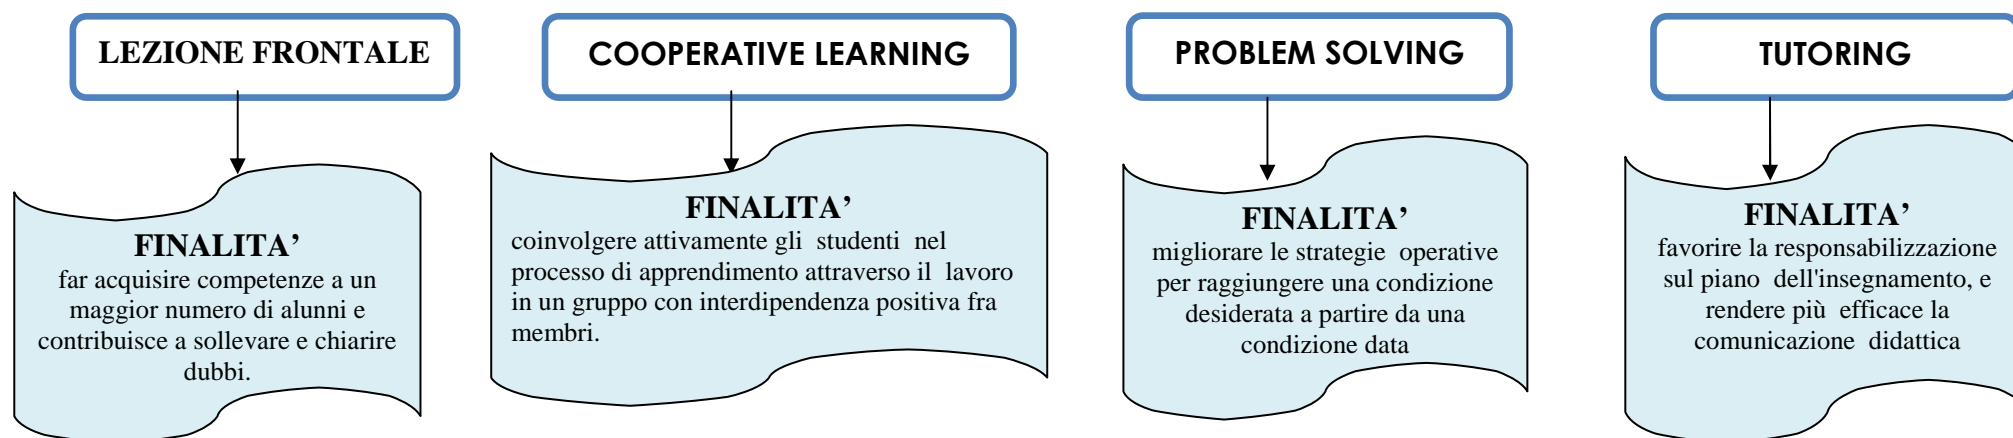 LEZIONE FRONTALE
FINALITA’
far acquisire competenze a un
maggior numero di alunni e
contribuisce a sollevare e chiarire
dubbi.
COOPERATIVE LEARNING
FINALITA’
coinvolgere attivamente gli studenti nel
processo di apprendimento attraverso il lavoro
in un gruppo con interdipendenza positiva fra
membri.
PROBLEM SOLVING
FINALITA’
migliorare le strategie operative
per raggiungere una condizione
desiderata a partire da una
condizione data
TUTORING
FINALITA’
favorire la responsabilizzazione
sul piano dell'insegnamento, e
rendere più efficace la
comunicazione didattica